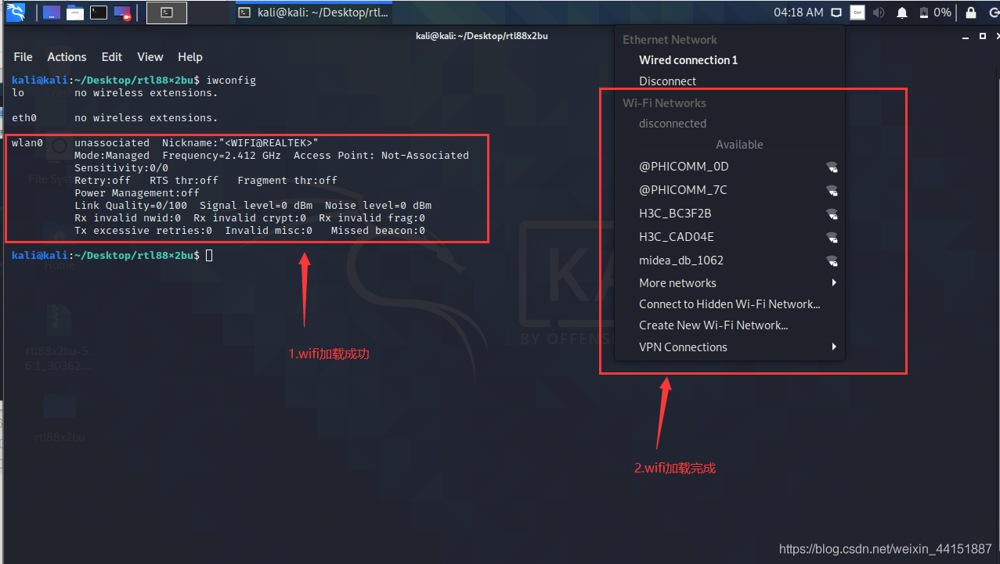 kali@kali: ~/Desktop/rtl...
04:18 AM
0%
kali@kali: ~/Desktop/rtl88x2bu
File Actions Edit View Help
kali@kali:~/Desktop/rtl88×2bu$ iwconfig
lo no wireless extensions.
eth0 no wireless extensions.
wlan0 unassociated Nickname:"<WIFI@REALTEK>"
Mode:Managed Frequency=2.412 GHz Access Point: Not-Associated
Sensitivity:0/0
Retry:off RTS thr:off Fragment thr:off
Power Management:off
Link Quality=0/100 Signal level=0 dBm Noise level=0 dBm
Rx invalid nwid:0 Rx invalid crypt:0 Rx invalid frag:0
Tx excessive retries:0 Invalid misc:0 Missed beacon:0
kali@kali:~/Desktop/rtl88×2bu$
File Sys
Home
rtl88x2bu-5....
6.1_30362....
rtl88x2bu
1.wifi加载成功
KA
BY OFFENS
Ethernet Network
Wired connection 1
Disconnect
Wi-Fi Networks
disconnected
Available
@PHICOMM_0D
@PHICOMM_7C
H3C_BC3F2B
H3C_CAD04E
midea_db_1062
More networks
Connect to Hidden Wi-Fi Network...
Create New Wi-Fi Network...
VPN Connections
2.wifi加载完成
https://blog.csdn.net/weixin_44151887